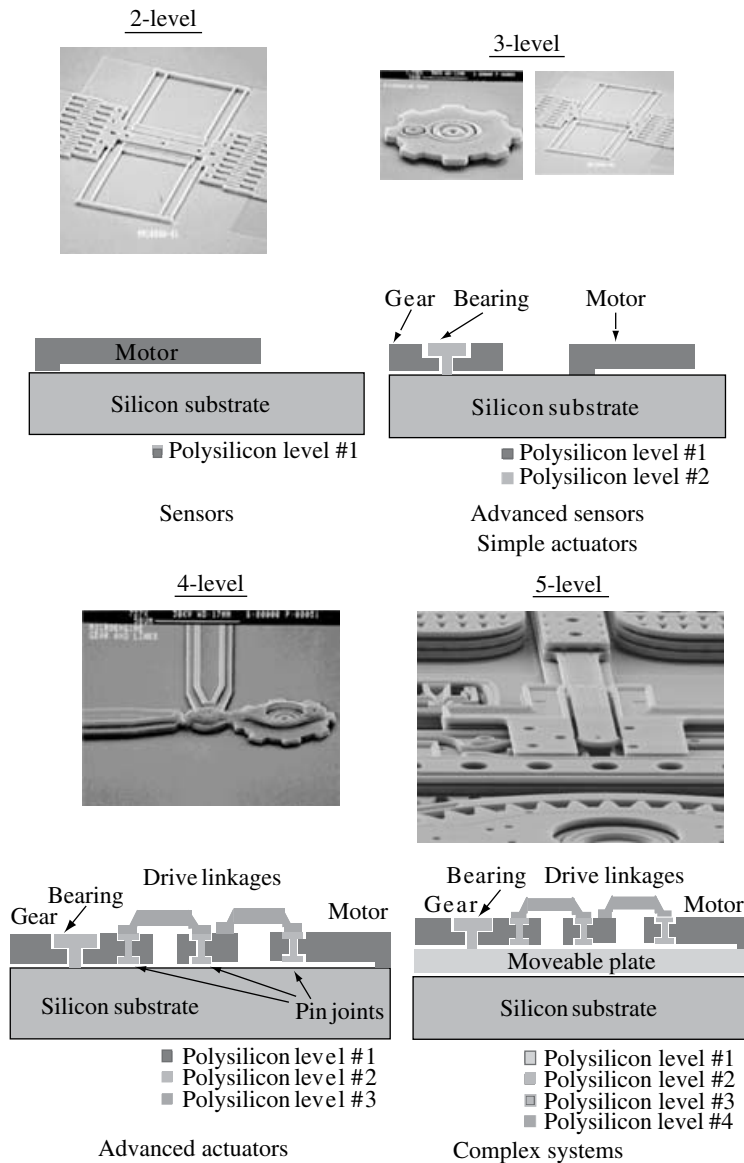 2-level
3-level
Motor
Silicon substrate
Polysilicon level #1
Sensors
Gear
Bearing
Motor
Silicon substrate
Polysilicon level #1
Polysilicon level #2
Advanced sensors
Simple actuators
4-level
5-level
GEAR AND LINKS
Drive linkages
Bearing
Gear
Motor
Silicon substrate
Pin joints
Polysilicon level #1
Polysilicon level #2
Polysilicon level #3
Advanced actuators
Bearing
Drive linkages
Gear
Motor
Moveable plate
Silicon substrate
Polysilicon level #1
Polysilicon level #2
Polysilicon level #3
Polysilicon level #4
Complex systems